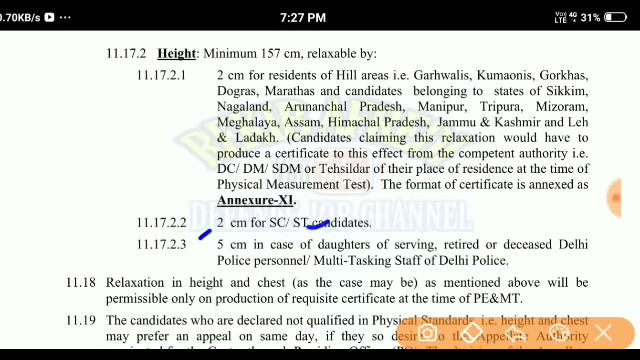 0.70KB/s
7:27 PM
Vo) 4G
LTE
31%
11.17.2 Height: Minimum 157 cm, relaxable by:
11.17.2.1 2 cm for residents of Hill areas i.e. Garhwalis, Kumaonis, Gorkhas,
Dogras, Marathas and candidates belonging to states of Sikkim,
Nagaland, Arunanchal Pradesh, Manipur, Tripura, Mizoram,
Meghalaya, Assam, Himachal Pradesh, Jammu & Kashmir and Leh
& Ladakh. (Candidates claiming this relaxation would have to
produce a certificate to this effect from the competent authority i.e.
DC/ DM/ SDM or Tehsildar of their place of residence at the time of
Physical Measurement Test). The format of certificate is annexed as
Annexure-XI.
DEFENCE JOB CHANNEL
11.17.2.2 2 cm for SC/ ST candidates.
11.17.2.3 5 cm in case of daughters of serving, retired or deceased Delhi
Police personnel/ Multi-Tasking Staff of Delhi Police.
11.18 Relaxation in height and chest (as the case may be) as mentioned above will be
permissible only on production of requisite certificate at the time of PE&MT.
11.19 The candidates who are declared not qualified in Physical Standards, i.e. height and chest
may prefer an appeal on same day, if they so desire to the Authority